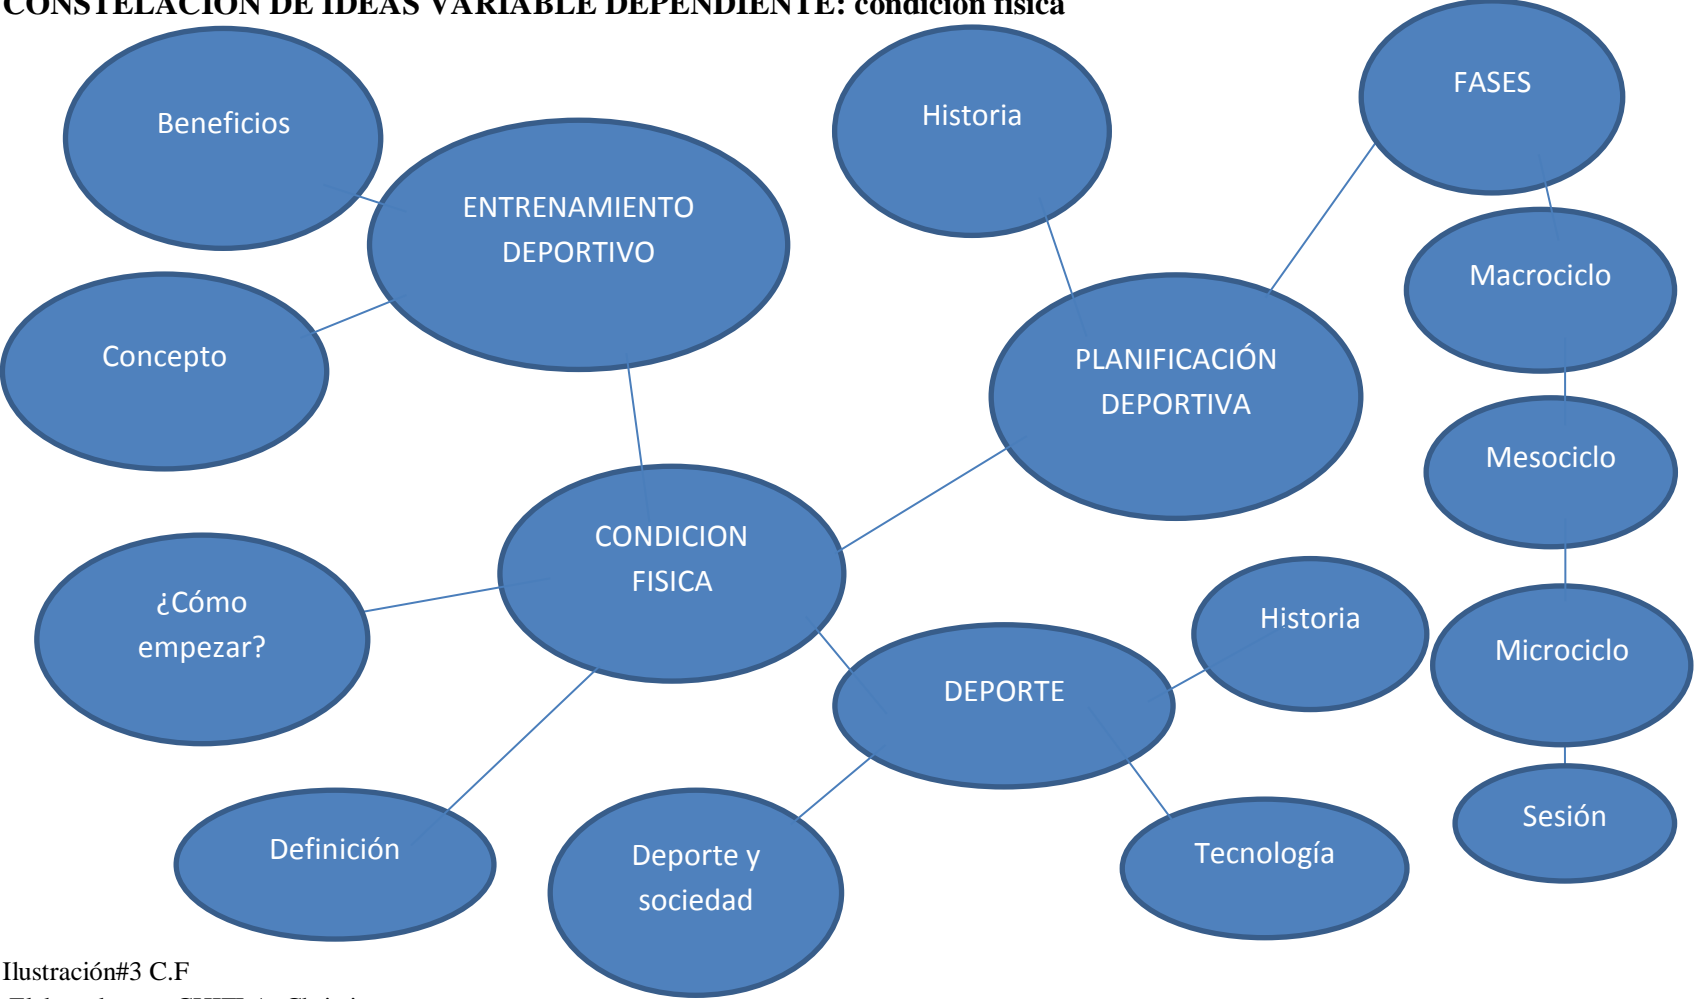 CONSTELACION DE IDEAS VARIABLE DEPENDIENTE: condición física
Beneficios
ENTRENAMIENTO
DEPORTIVO
Concepto
Historia
FASES
Macrociclo
PLANIFICACIÓN
DEPORTIVA
Mesociclo
CONDICION
FISICA
¿Cómo
empezar?
Historia
Microciclo
DEPORTE
Definición
Deporte y
sociedad
Tecnología
Sesión
Ilustración#3 C.F